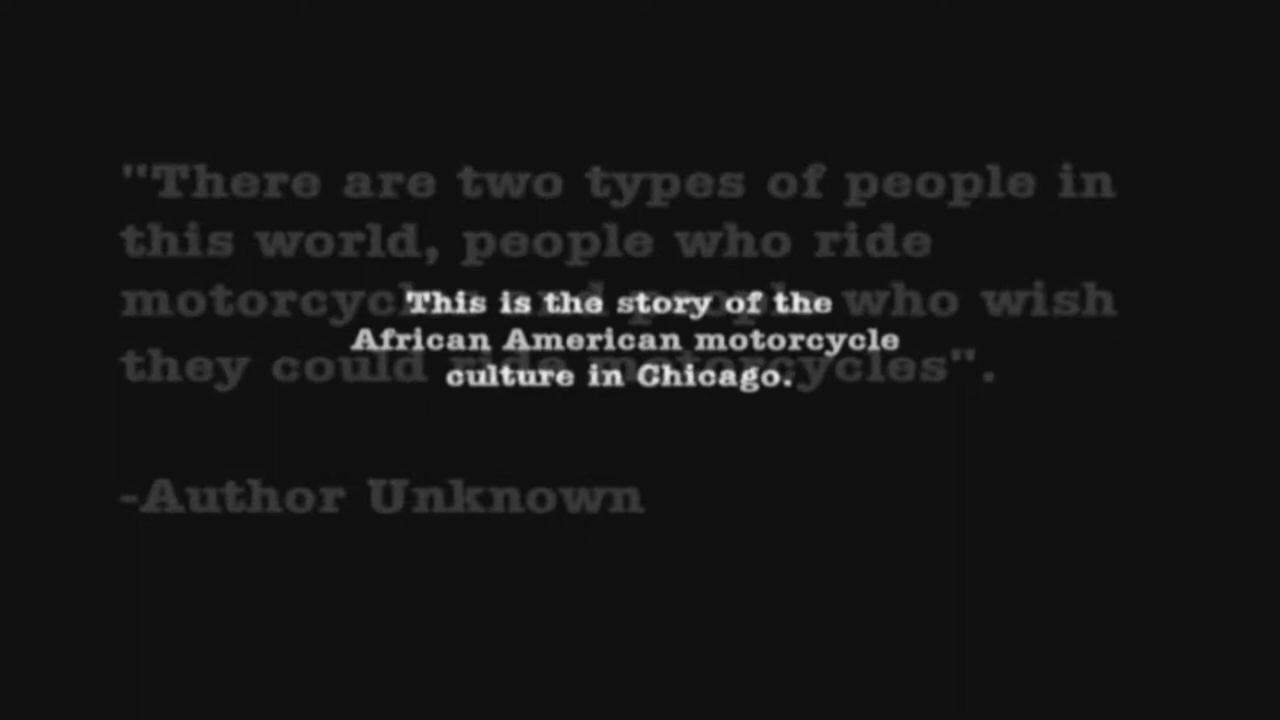 "There are two types of people in
this world, people who ride
motorcycles and people who wish
they could ride motorcycles".
-Author Unknown
This is the story of the
African American motorcycle
culture in Chicago.